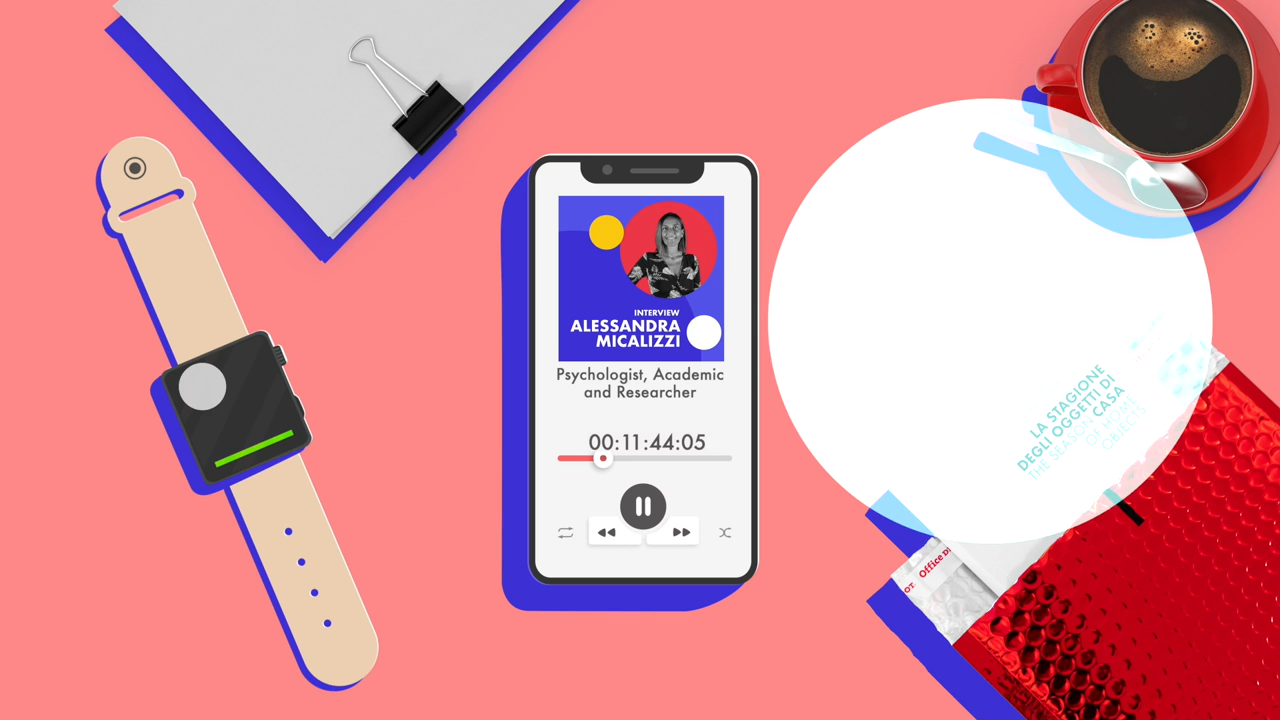 INTERVIEW
ALESSANDRA
MICALIZZI
Psychologist, Academic
and Researcher
00:11:44:05
LA STAGIONE
DEGLI OGGETTI DI
THE SEASON CASA
OF HOME
OBJECTS
Office